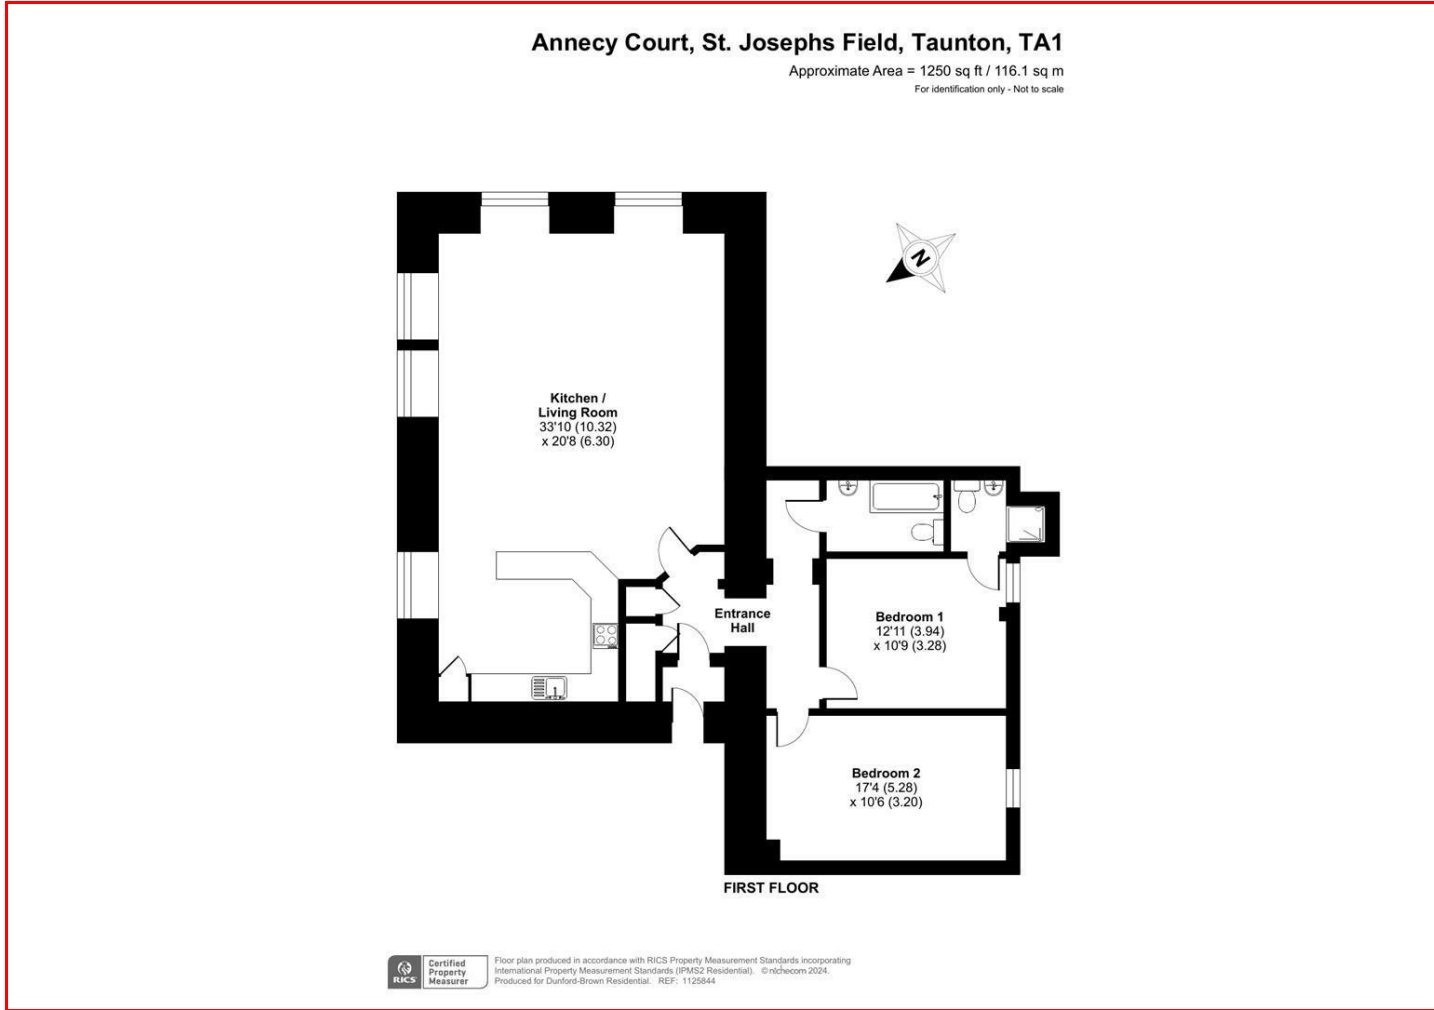 Annecy Court, St. Josephs Field, Taunton, TA1
Approximate Area = 1250 sq ft / 116.1 sq m
For identification only - Not to scale
N
Kitchen /
Living Room
33'10 (10.32)
x 20'8 (6.30)
Entrance
Hall
Bedroom 1
12'11 (3.94)
x 10'9 (3.28)
Bedroom 2
17'4 (5.28)
x 10'6 (3.20)
FIRST FLOOR
RICS
Certified
Property
Measurer
Floor plan produced in accordance with RICS Property Measurement Standards incorporating
International Property Measurement Standards (IPMS2 Residential). © nichecom 2024.
Produced for Dunford-Brown Residential. REF: 1125844